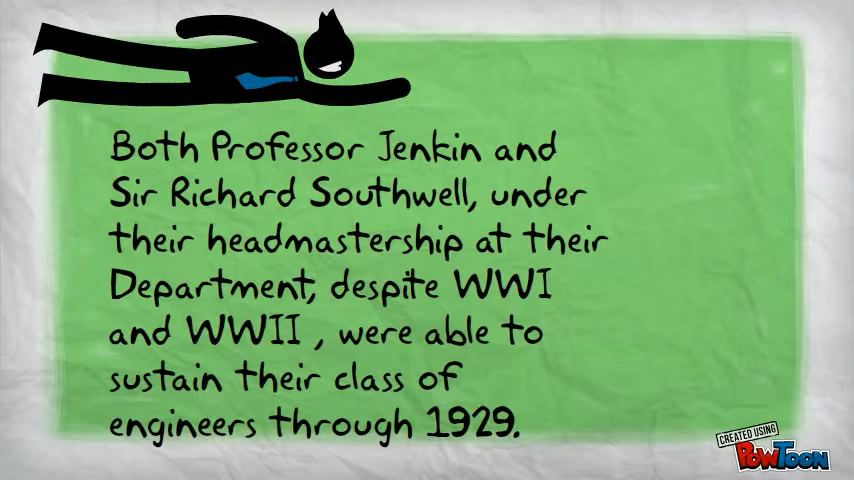 Both Professor Jenkin and
Sir Richard Southwell, under
their headmastership at their
Department, despite WWI
and WWII , were able to
sustain their class of
engineers through 1929.
CREATED USING
POWTOON